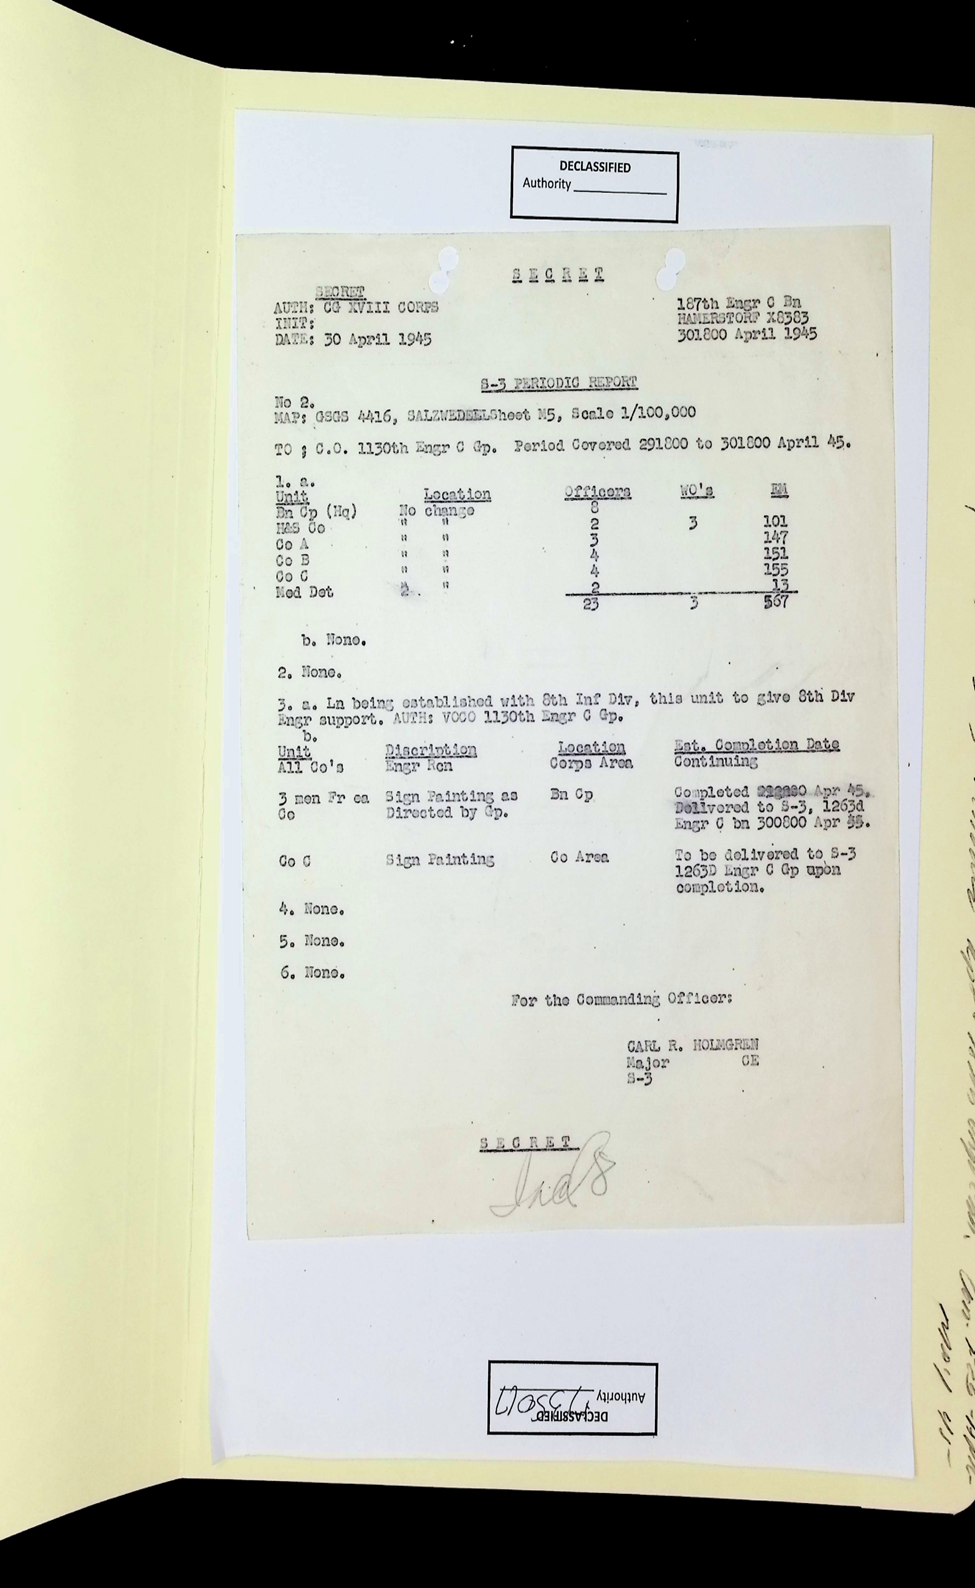 DECLASSIFIED
Authority
SECRET
SECRET
AUTH: CG XVIII CORPS
INIT:
DATE: 30 April 1945
187th Engr C Bn
HAMERSTORF X8383
301800 April 1945
S-3 PERIODIC REPORT
No 2.
MAP: GSGS 4416, SALZWEDEELSheet M5, Scale 1/100,000
TO ; C.O. 1130th Engr C Gp. Period Covered 291800 to 301800 April 45.
1. a.
Unit Location Officers WO's EM
Bn Cp (Hq) No change 8
H&S Co " " 2 3 101
Co A " " 3 147
Co B " " 4 151
Co C " " 4 155
Med Det " " 2 13
23 3 567
b. None.
2. None.
3. a. Ln being established with 8th Inf Div, this unit to give 8th Div
Engr support. AUTH: VOCO 1130th Engr C Gp.
b.
Unit Discription Location Est. Completion Date
All Co's Engr Rcn Corps Area Continuing
3 men Fr ea Sign Painting as Bn Cp Completed Apr 45.
Co Directed by Gp. Delivered to S-3, 1263d
Engr C bn 300800 Apr
Co C Sign Painting Co Area To be delivered to S-3
1263D Engr C Gp upon
completion.
4. None.
5. None.
6. None.
For the Commanding Officer:
CARL R. HOLMGREN
Major CE
S-3
SECRET
DECLASSIFIED
Authority